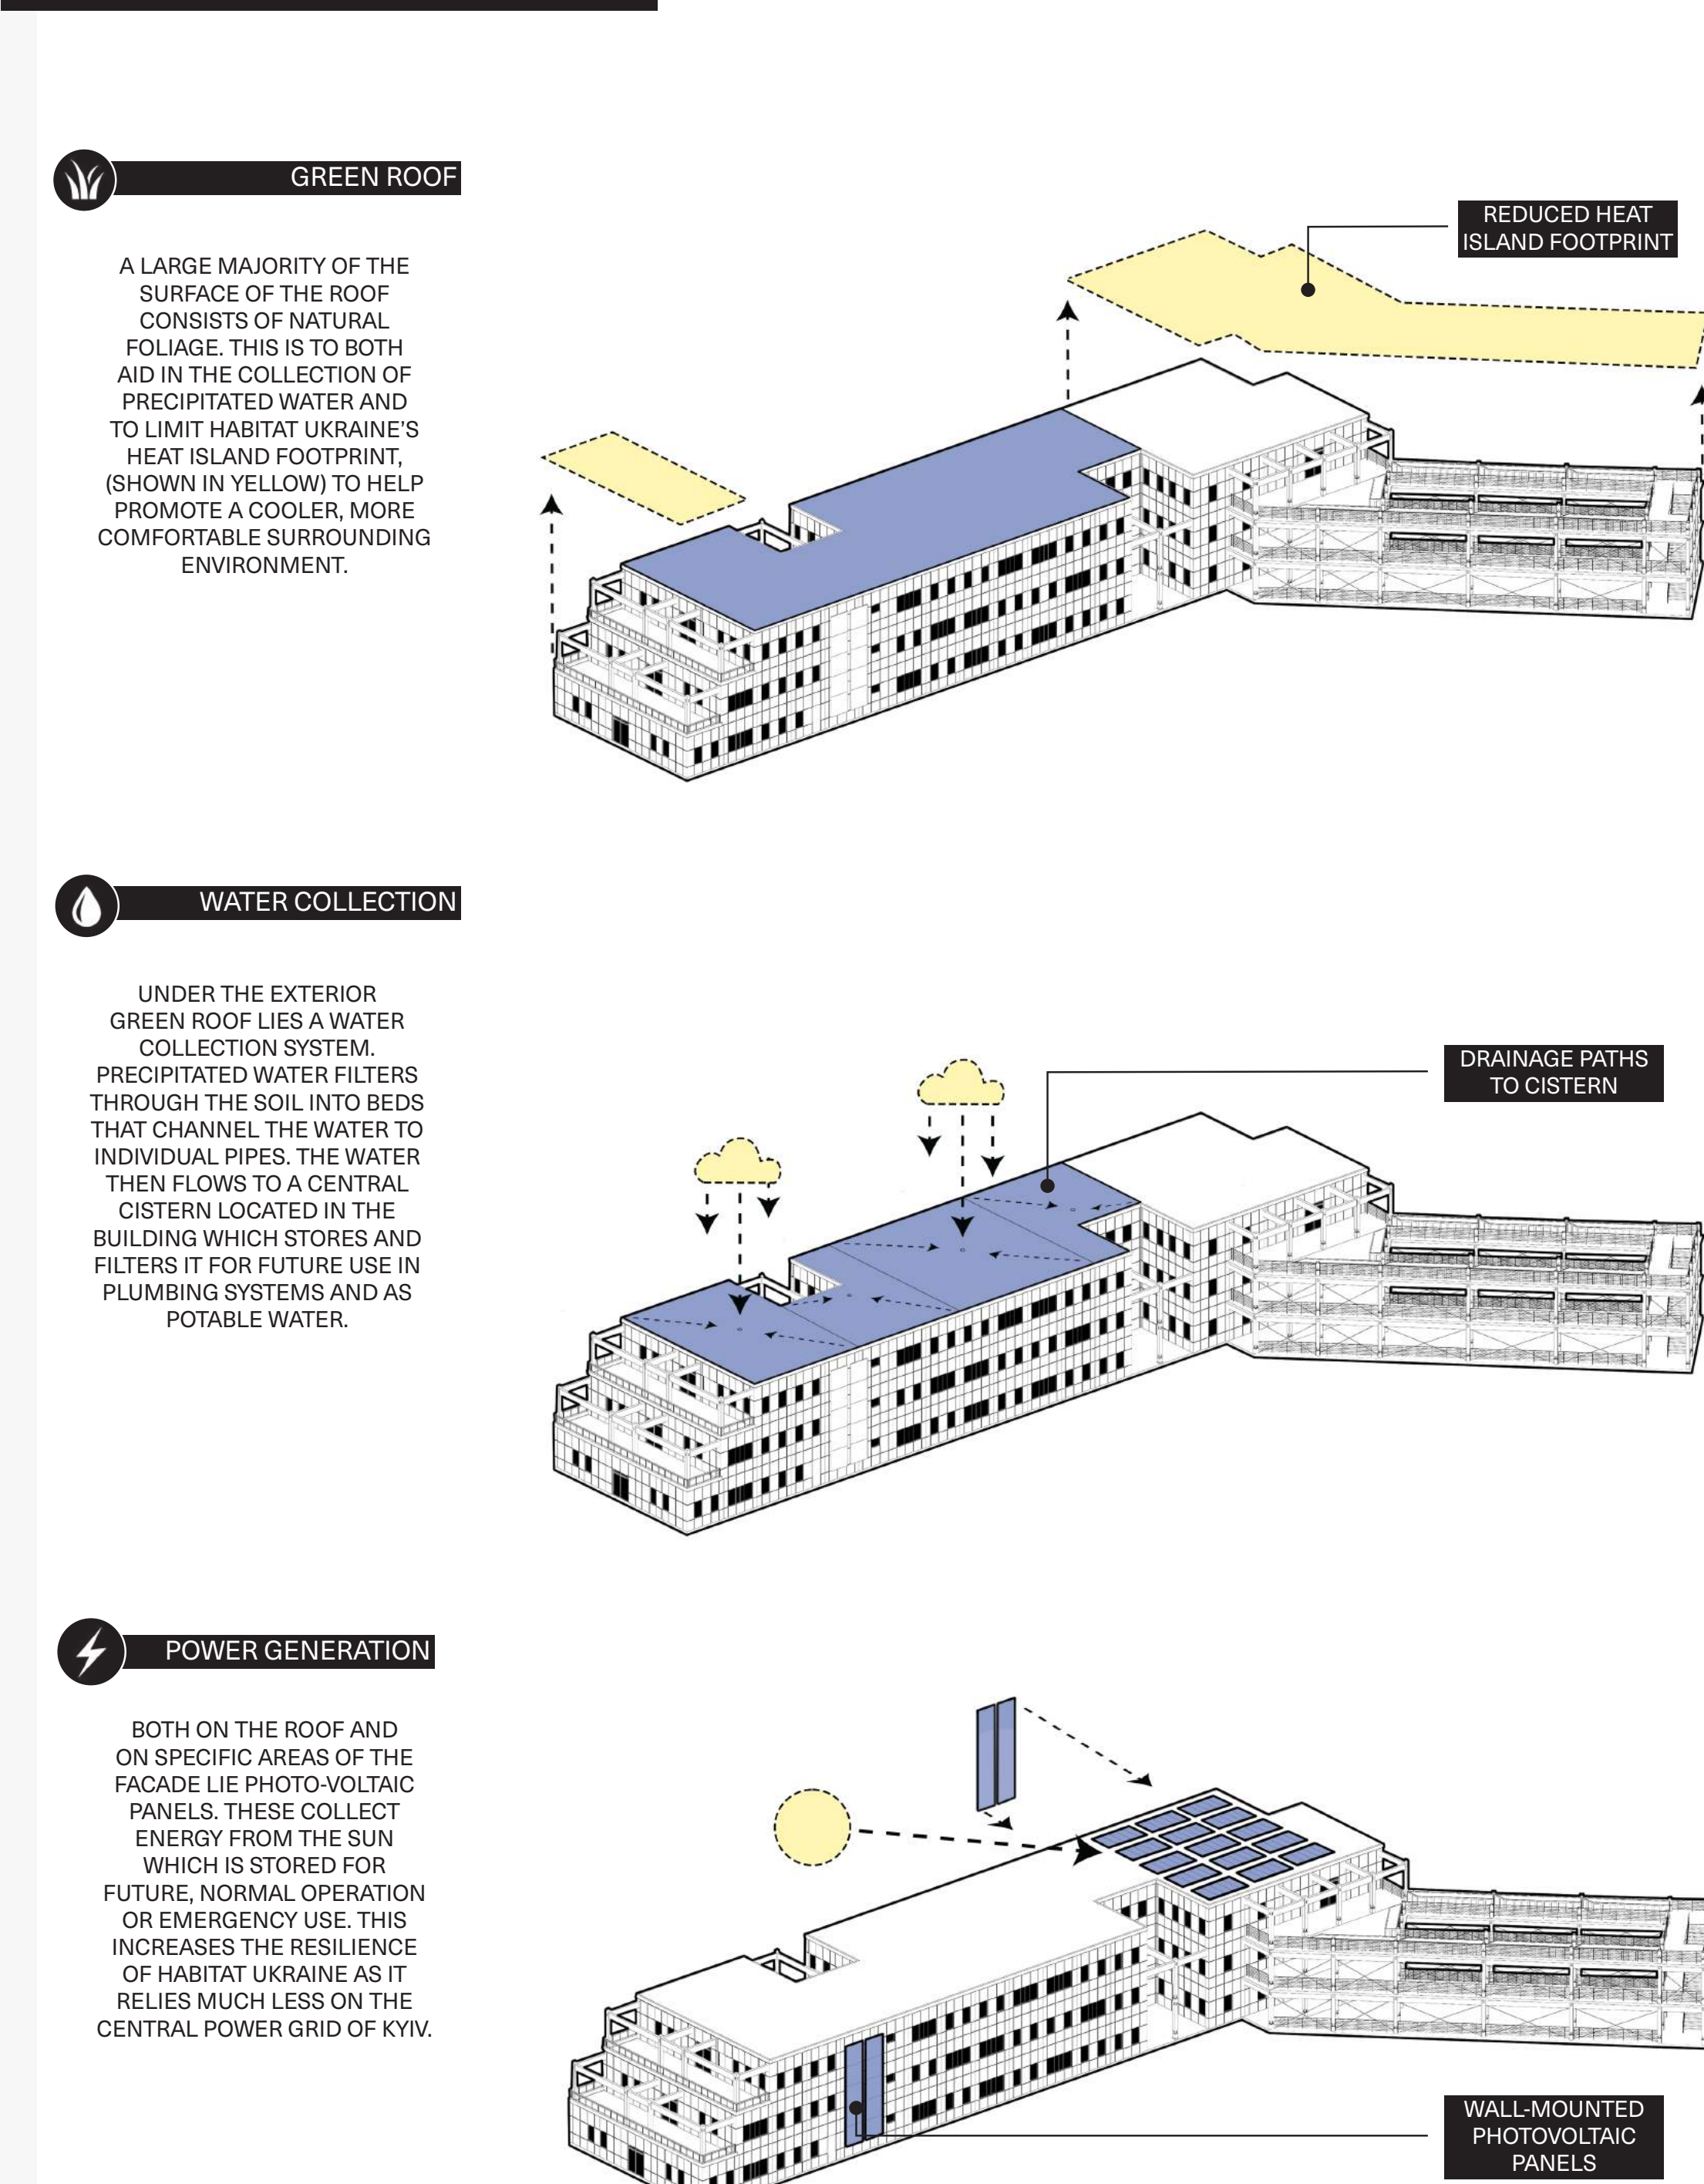 GREEN ROOF
REDUCED HEAT
ISLAND FOOTPRINT
A LARGE MAJORITY OF THE
SURFACE OF THE ROOF
CONSISTS OF NATURAL
FOLIAGE. THIS IS TO BOTH
AID IN THE COLLECTION OF
PRECIPITATED WATER AND
TO LIMIT HABITAT UKRAINE'S
HEAT ISLAND FOOTPRINT,
(SHOWN IN YELLOW) TO HELP
PROMOTE A COOLER, MORE
COMFORTABLE SURROUNDING
ENVIRONMENT.
WATER COLLECTION
UNDER THE EXTERIOR
GREEN ROOF LIES A WATER
COLLECTION SYSTEM.
PRECIPITATED WATER FILTERS
THROUGH THE SOIL INTO BEDS
THAT CHANNEL THE WATER TO
INDIVIDUAL PIPES. THE WATER
THEN FLOWS TO A CENTRAL
CISTERN LOCATED IN THE
BUILDING WHICH STORES AND
FILTERS IT FOR FUTURE USE IN
PLUMBING SYSTEMS AND AS
POTABLE WATER.
DRAINAGE PATHS
TO CISTERN
POWER GENERATION
BOTH ON THE ROOF AND
ON SPECIFIC AREAS OF THE
FACADE LIE PHOTO-VOLTAIC
PANELS. THESE COLLECT
ENERGY FROM THE SUN
WHICH IS STORED FOR
FUTURE, NORMAL OPERATION
OR EMERGENCY USE. THIS
INCREASES THE RESILIENCE
OF HABITAT UKRAINE AS IT
RELIES MUCH LESS ON THE
CENTRAL POWER GRID OF KYIV.
WALL-MOUNTED
PHOTOVOLTAIC
PANELS